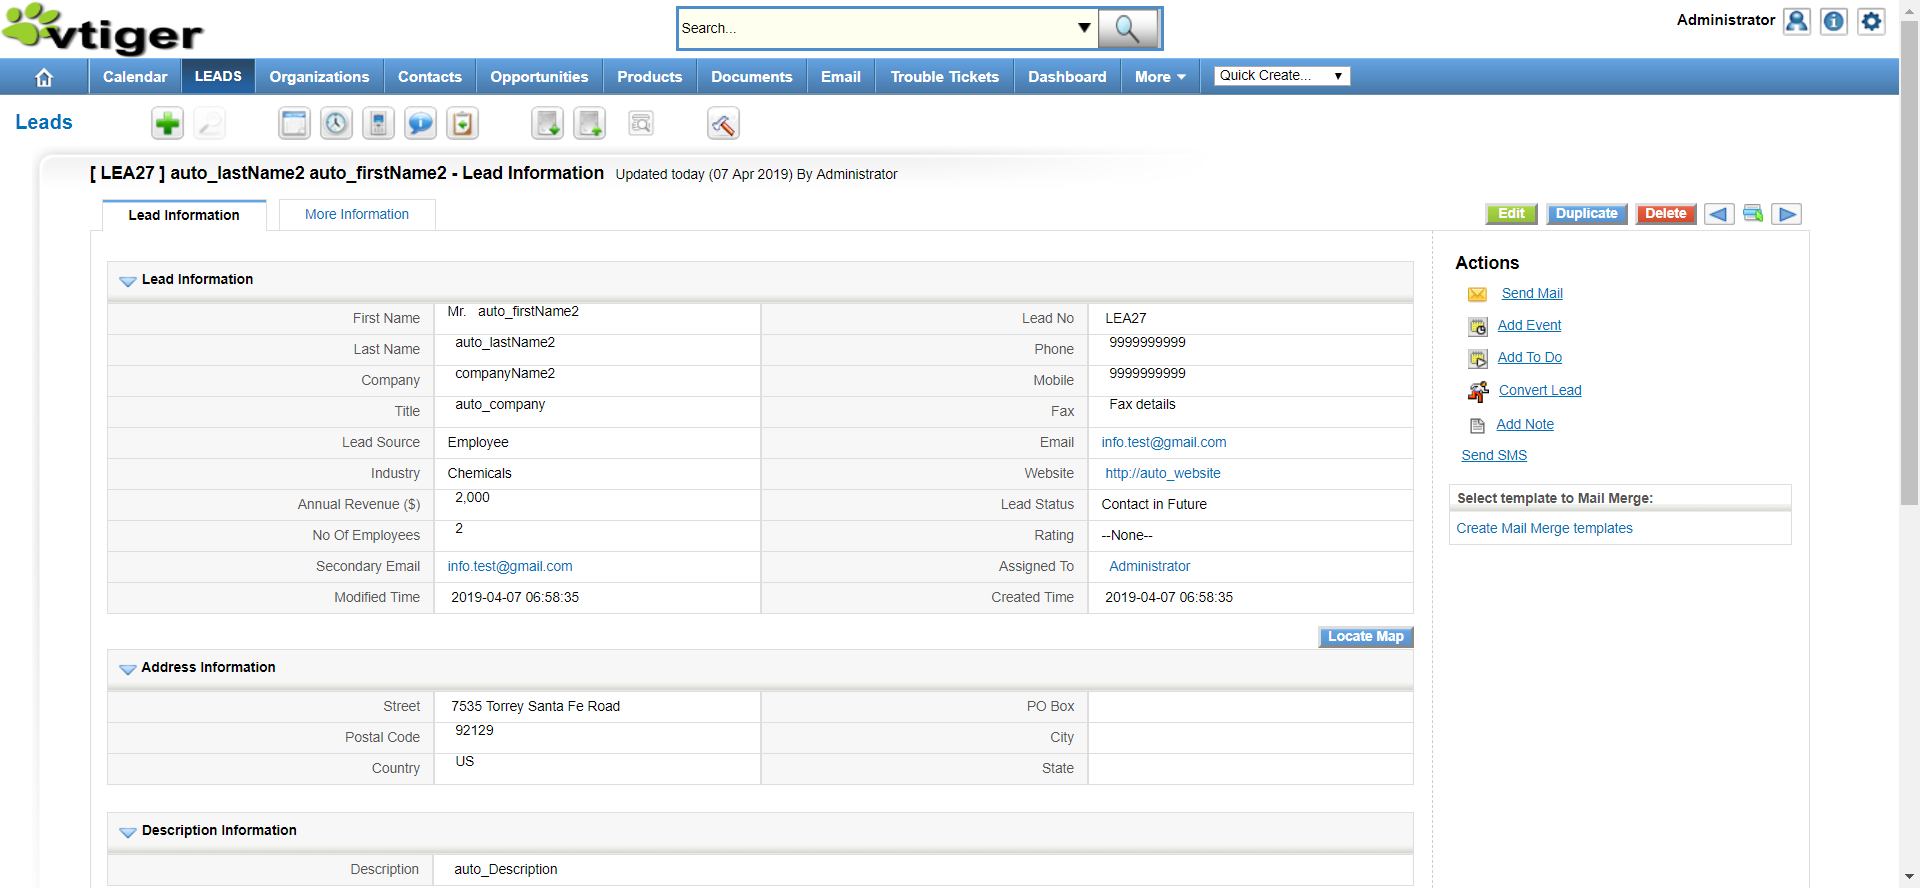 vtiger
Search...
Administrator
Calendar LEADS Organizations Contacts Opportunities Products Documents Email Trouble Tickets Dashboard More Quick Create...
Leads
[ LEA27 ] auto_lastName2 auto_firstName2 - Lead Information Updated today (07 Apr 2019) By Administrator
Lead Information More Information Edit Duplicate Delete
Lead Information
First Name Mr. auto_firstName2 Lead No LEA27
Last Name auto_lastName2 Phone 9999999999
Company companyName2 Mobile 9999999999
Title auto_company Fax Fax details
Lead Source Employee Email info.test@gmail.com
Industry Chemicals Website http://auto_website
Annual Revenue ($) 2,000 Lead Status Contact in Future
No Of Employees 2 Rating --None--
Secondary Email info.test@gmail.com Assigned To Administrator
Modified Time 2019-04-07 06:58:35 Created Time 2019-04-07 06:58:35
Locate Map
Address Information
Street 7535 Torrey Santa Fe Road PO Box
Postal Code 92129 City
Country US State
Description Information
Description auto_Description
Actions
Send Mail
Add Event
Add To Do
Convert Lead
Add Note
Send SMS
Select template to Mail Merge:
Create Mail Merge templates